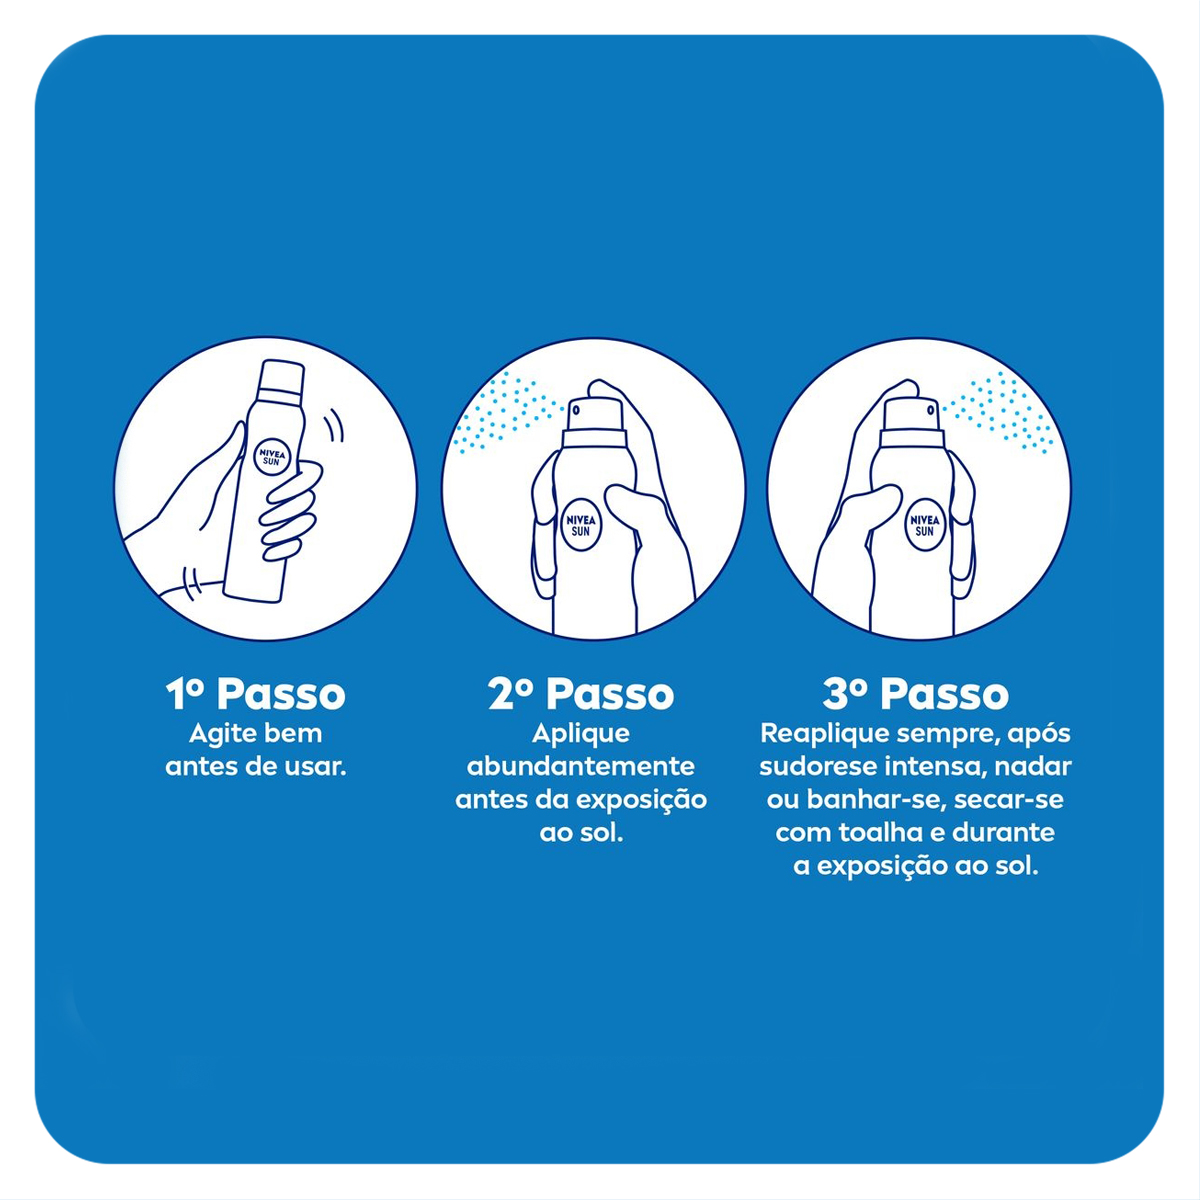 NIVEA
SUN
NIVEA
SUN
NIVEA
SUN
1º Passo
Agite bem
antes de usar.
2º Passo
Aplique
abundantemente
antes da exposição
ao sol.
3º Passo
Reaplique sempre, após
sudorese intensa, nadar
ou banhar-se, secar-se
com toalha e durante
a exposição ao sol.